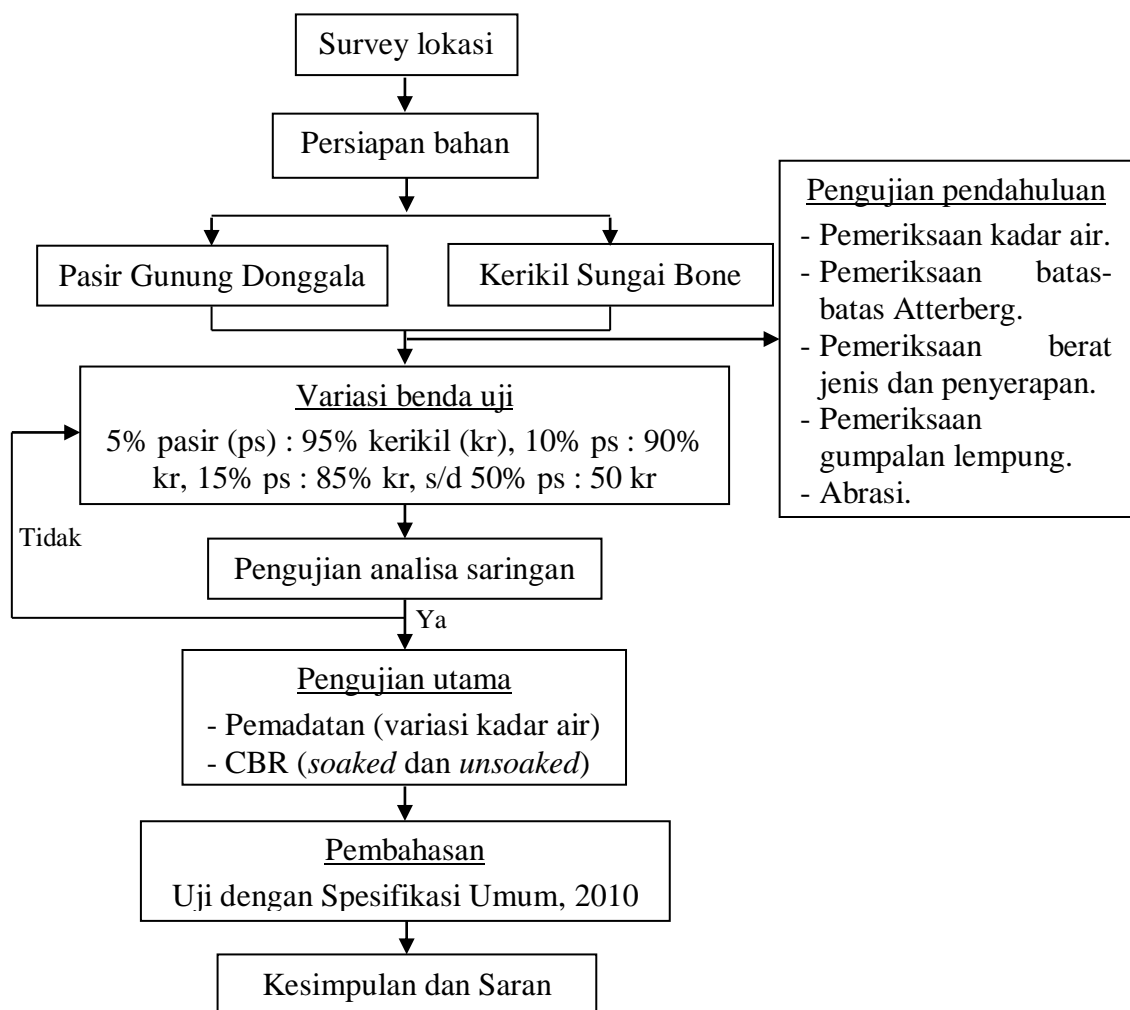 Survey lokasi
Persiapan bahan
Pasir Gunung Donggala
Kerikil Sungai Bone
Pengujian pendahuluan
- Pemeriksaan kadar air.
- Pemeriksaan batas-
batas Atterberg.
- Pemeriksaan berat
jenis dan penyerapan.
- Pemeriksaan
gumpalan lempung.
- Abrasi.
Variasi benda uji
5% pasir (ps) : 95% kerikil (kr), 10% ps : 90%
kr, 15% ps : 85% kr, s/d 50% ps : 50 kr
Tidak
Pengujian analisa saringan
Ya
Pengujian utama
- Pemadatan (variasi kadar air)
- CBR (soaked dan unsoaked)
Pembahasan
Uji dengan Spesifikasi Umum, 2010
Kesimpulan dan Saran